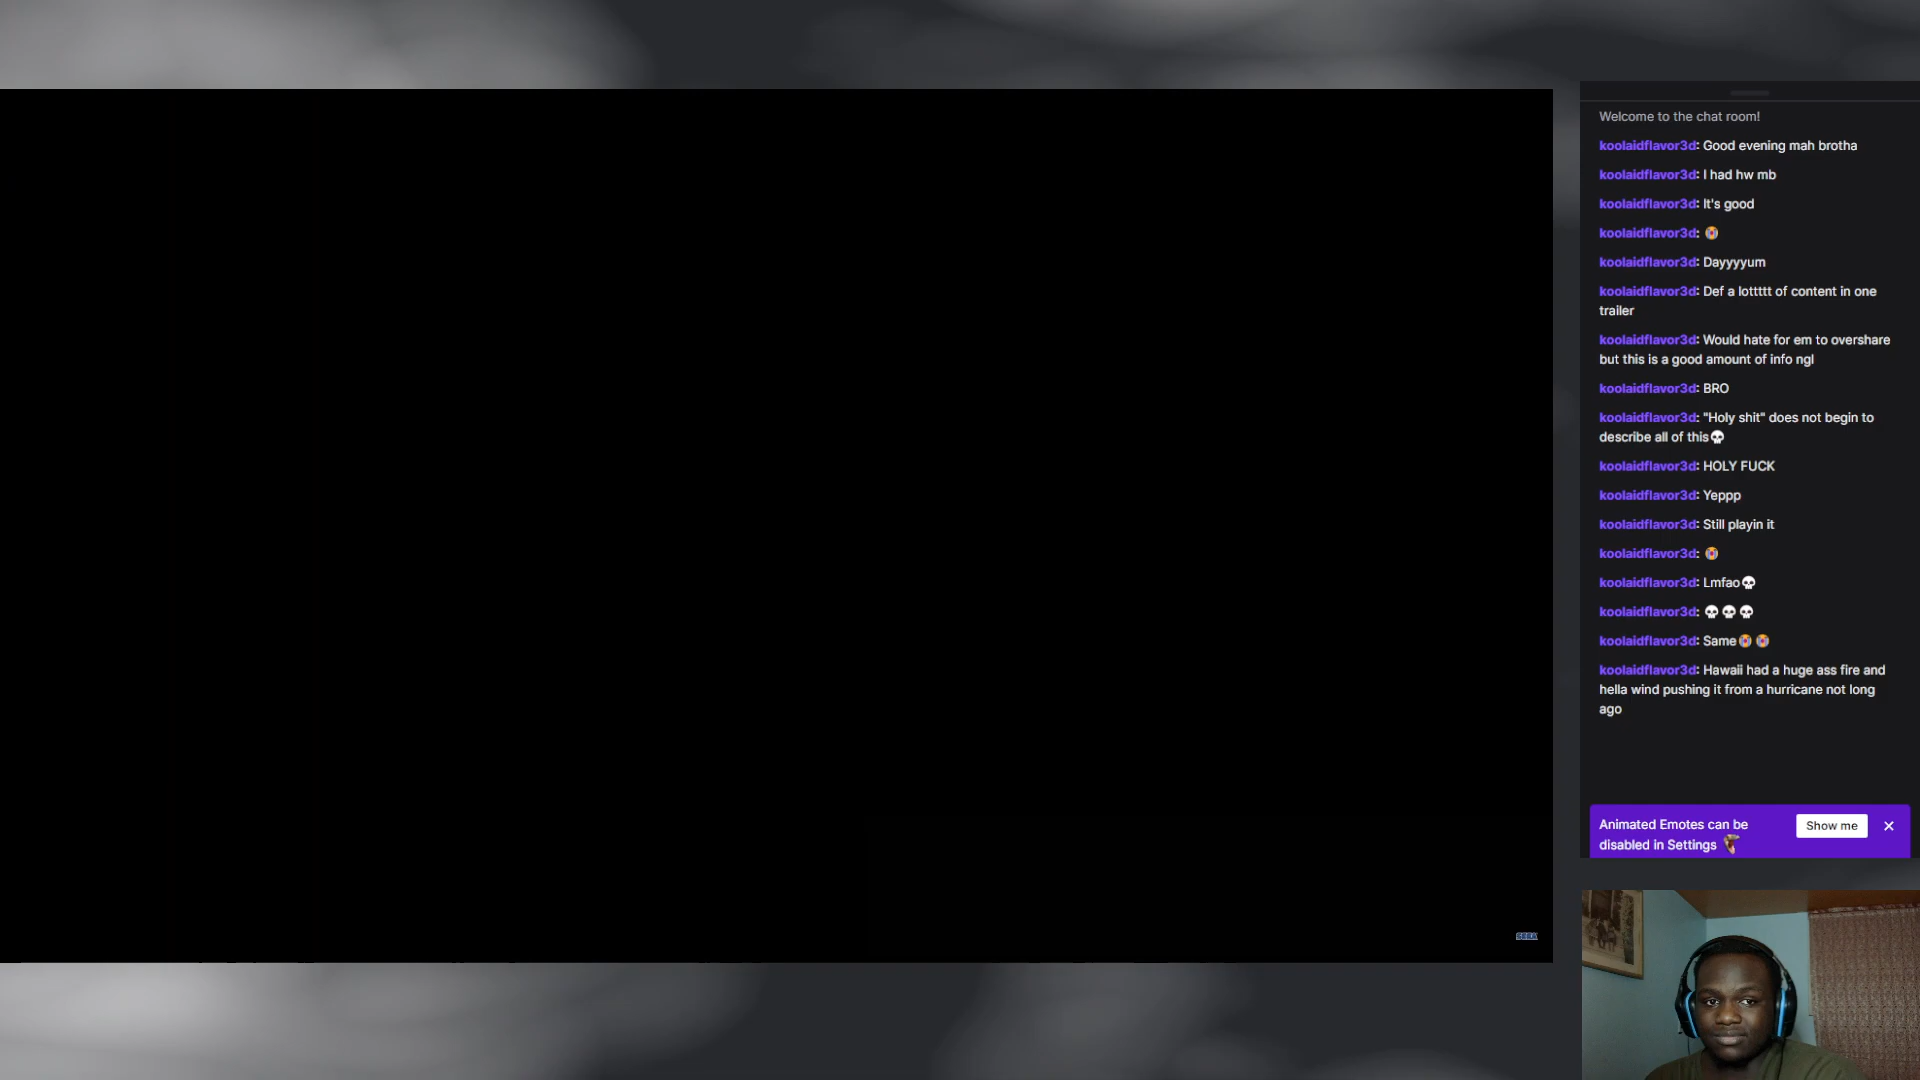 Welcome to the chat room!
koolaidflavor3d: Good evening mah brotha
koolaidflavor3d: I had hw mb
koolaidflavor3d: It's good
koolaidflavor3d:
koolaidflavor3d: Dayyyyum
koolaidflavor3d: Def a lottttt of content in one
trailer
koolaidflavor3d: Would hate for em to overshare
but this is a good amount of info ngl
koolaidflavor3d: BRO
koolaidflavor3d: "Holy shit" does not begin to
describe all of this💀
koolaidflavor3d: HOLY FUCK
koolaidflavor3d: Yeppp
koolaidflavor3d: Still playin it
koolaidflavor3d:
koolaidflavor3d: Lmfao💀
koolaidflavor3d: 💀💀💀
koolaidflavor3d: Same
koolaidflavor3d: Hawaii had a huge ass fire and
hella wind pushing it from a hurricane not long
ago
Animated Emotes can be
disabled in Settings
Show me
SEGA